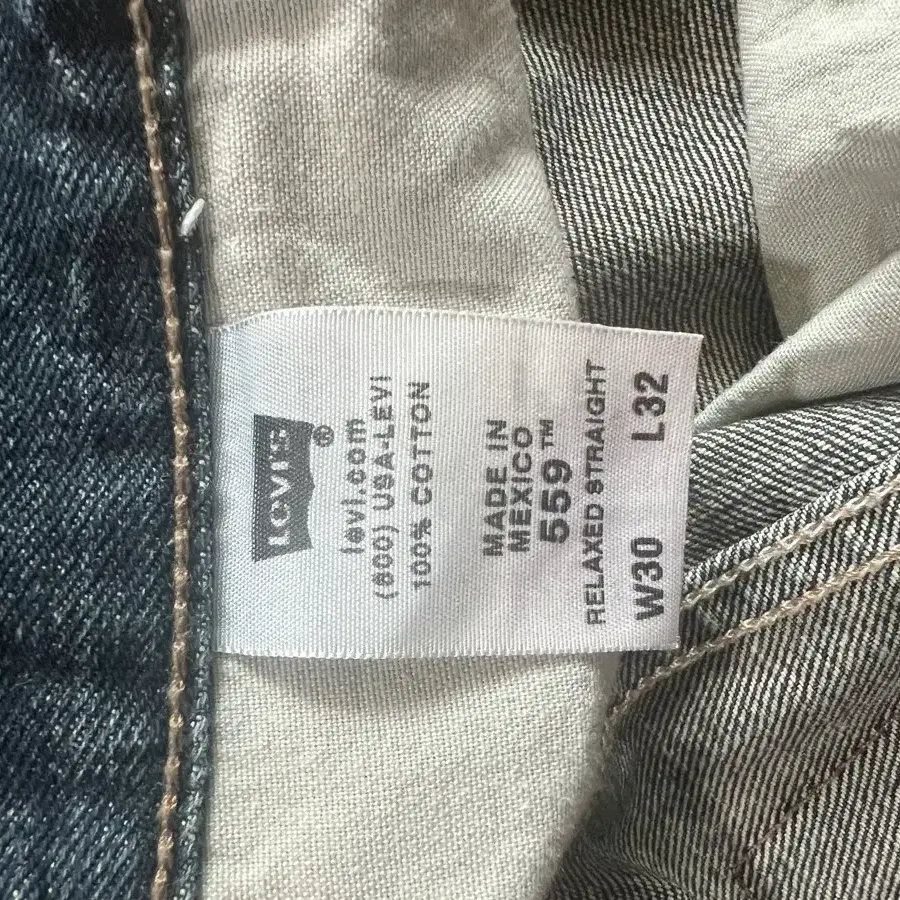 LEVI'S®
levi.com
(800) USA-LEVI
100% COTTON
MADE IN
MEXICO
559™
RELAXED STRAIGHT
W30 L32